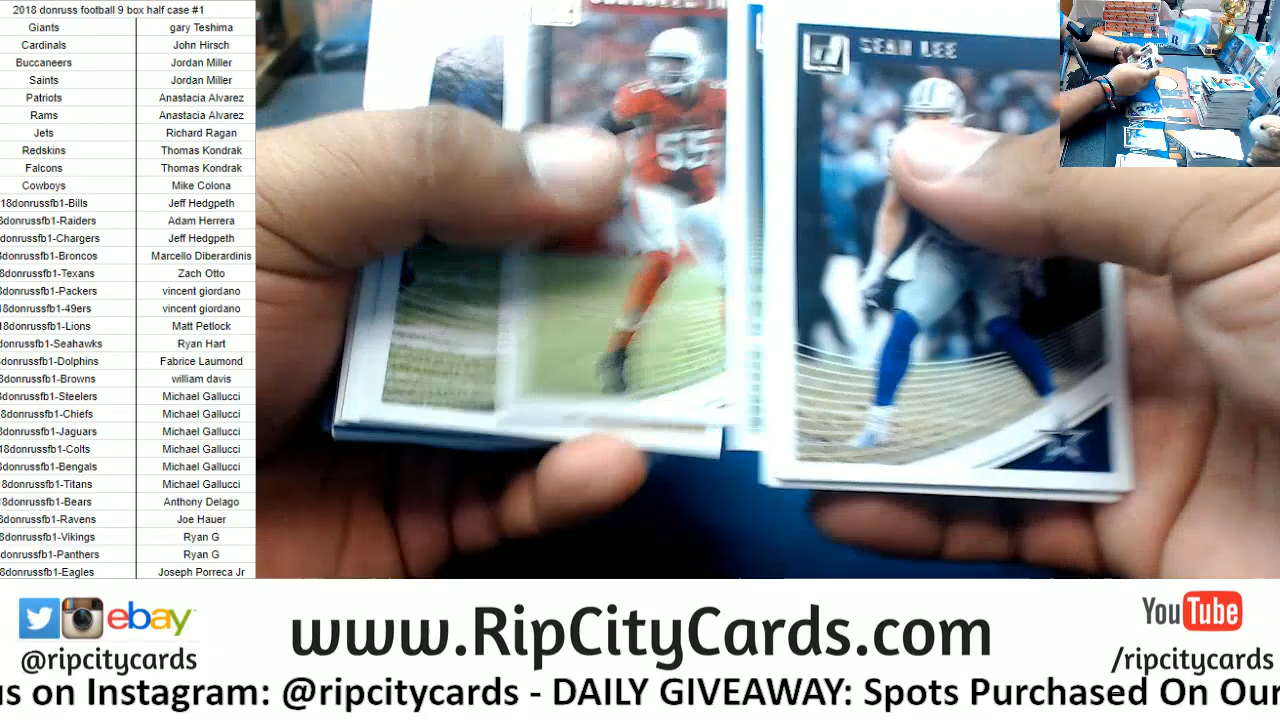 2018 donruss football 9 box half case #1
Giants gary Teshima
Cardinals John Hirsch
Buccaneers Jordan Miller
Saints Jordan Miller
Patriots Anastacia Alvarez
Rams Anastacia Alvarez
Jets Richard Ragan
Redskins Thomas Kondrak
Falcons Thomas Kondrak
Cowboys Mike Colona
18donrussfb1-Bills Jeff Hedgpeth
8donrussfb1-Raiders Adam Herrera
donrussfb1-Chargers Jeff Hedgpeth
donrussfb1-Broncos Marcello Diberardinis
8donrussfb1-Texans Zach Otto
donrussfb1-Packers vincent giordano
18donrussfb1-49ers vincent giordano
18donrussfb1-Lions Matt Petlock
onrussfb1-Seahawks Ryan Hart
donrussfb1-Dolphins Fabrice Laumond
8donrussfb1-Browns william davis
donrussfb1-Steelers Michael Gallucci
8donrussfb1-Chiefs Michael Gallucci
donrussfb1-Jaguars Michael Gallucci
18donrussfb1-Colts Michael Gallucci
donrussfb1-Bengals Michael Gallucci
18donrussfb1-Titans Michael Gallucci
18donrussfb1-Bears Anthony Delago
8donrussfb1-Ravens Joe Hauer
8donrussfb1-Vikings Ryan G
donrussfb1-Panthers Ryan G
8donrussfb1-Eagles Joseph Porreca Jr
SEAN LEE
55
ebay
@ripcitycards
www.RipCityCards.com
YouTube
/ripcitycards
us on Instagram: @ripcitycards - DAILY GIVEAWAY: Spots Purchased On Our